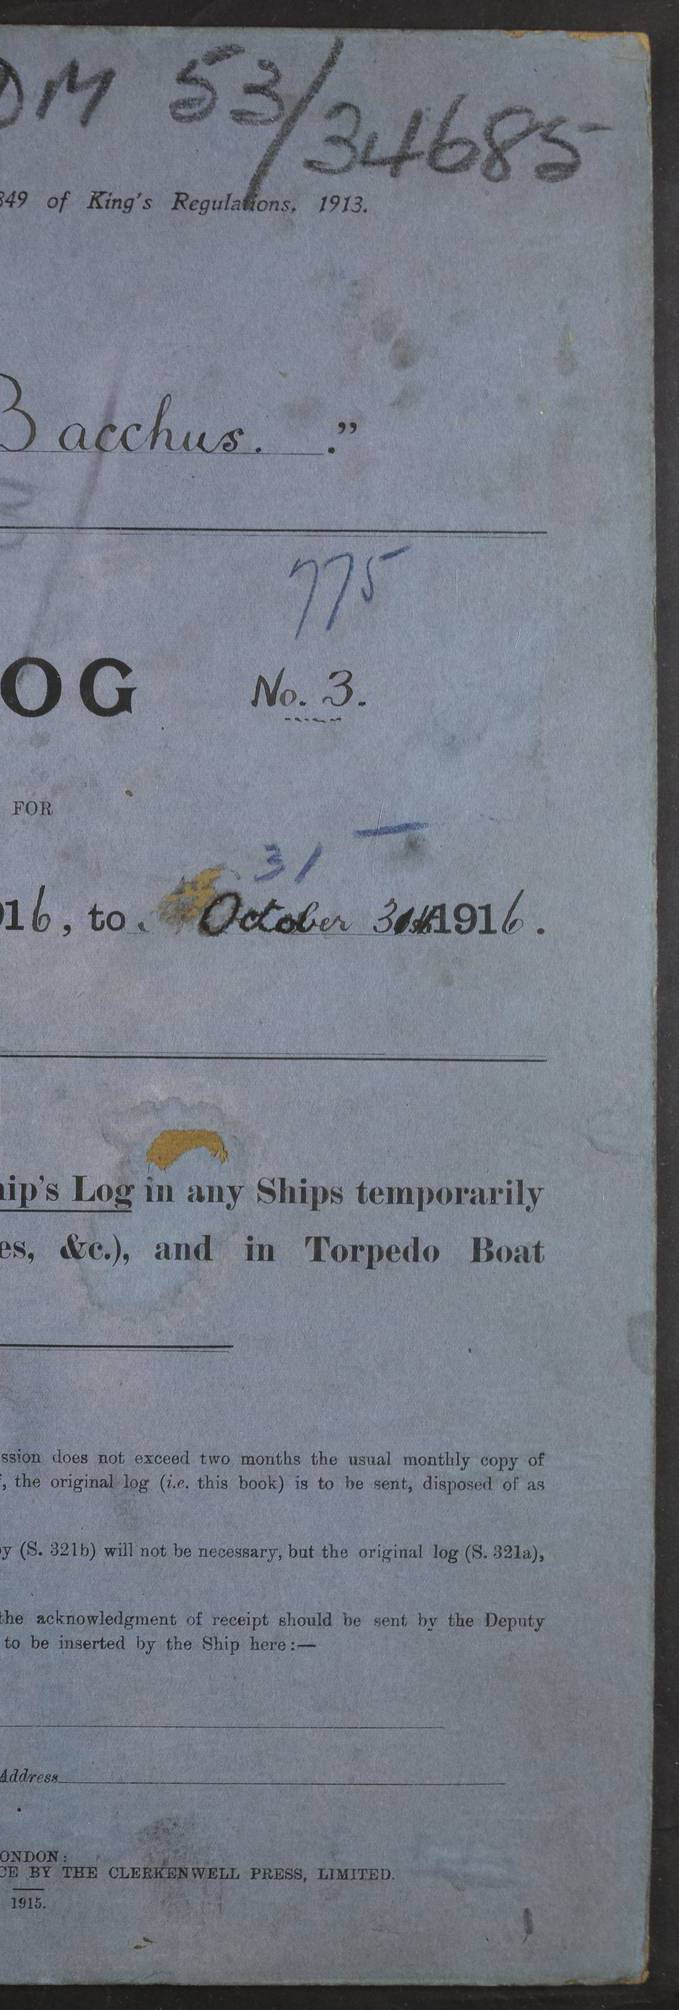 DM 53/34685
349 of King's Regulations, 1913.
Bacchus. ."
775
OG No. 3.
FOR
31 —
916, to October 31st 1916.
hip's Log in any Ships temporarily
es, &c.), and in Torpedo Boat
ssion does not exceed two months the usual monthly copy of
, the original log (i.e. this book) is to be sent, disposed of as
y (S. 321b) will not be necessary, but the original log (S. 321a),
the acknowledgment of receipt should be sent by the Deputy
to be inserted by the Ship here:—
Address
ONDON:
CE BY THE CLERKENWELL PRESS, LIMITED.
1915.